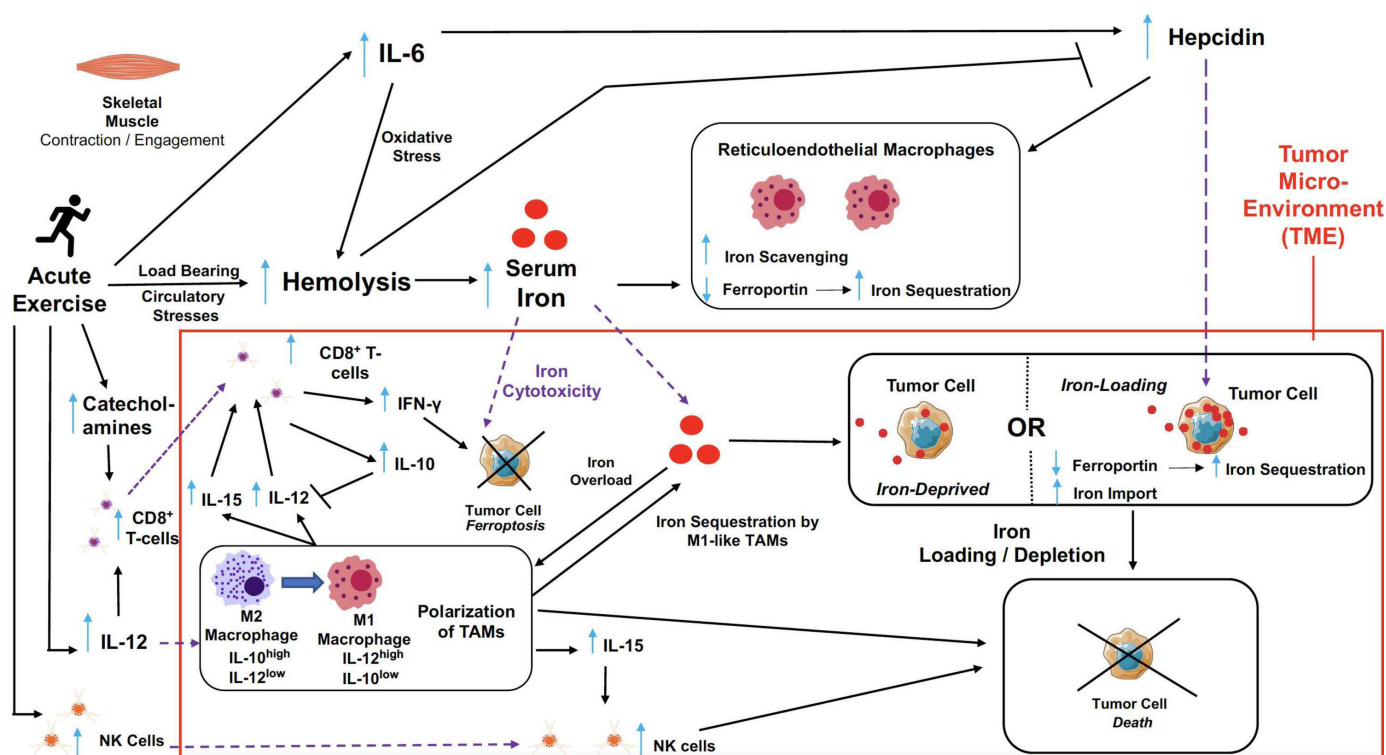 IL-6
Hepcidin
Skeletal
Muscle
Contraction / Engagement
Oxidative
Stress
Reticuloendothelial Macrophages
Iron Scavenging
Ferroportin
Iron Sequestration
Tumor
Micro-
Environment
(TME)
Acute
Exercise
Load Bearing
Circulatory
Stresses
Hemolysis
Serum
Iron
CD8+ T-
cells
IFN-γ
IL-10
IL-15
IL-12
Iron
Cytotoxicity
Tumor Cell
Ferroptosis
Catechol-
amines
CD8+
T-cells
IL-12
NK Cells
Iron
Overload
Iron Sequestration by
M1-like TAMs
Tumor Cell
Iron-Deprived
OR
Iron-Loading
Tumor Cell
Ferroportin
Iron Sequestration
Iron Import
Iron
Loading / Depletion
M2
Macrophage
IL-10high
IL-12low
M1
Macrophage
IL-12high
IL-10low
Polarization
of TAMs
IL-15
NK cells
Tumor Cell
Death